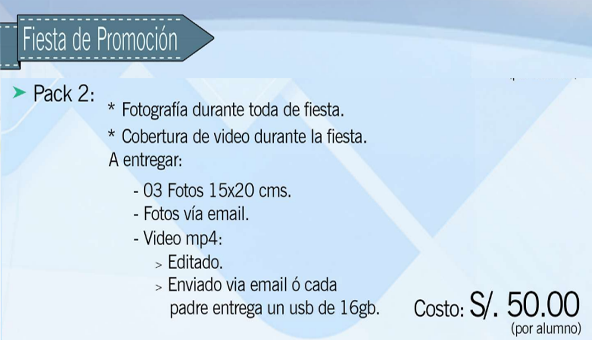 Fiesta de Promoción
➤ Pack 2:
* Fotografía durante toda de fiesta.
* Cobertura de video durante la fiesta.
A entregar:
- 03 Fotos 15x20 cms.
- Fotos vía email.
- Video mp4:
> Editado.
> Enviado via email ó cada
padre entrega un usb de 16gb.
Costo: S/. 50.00
(por alumno)